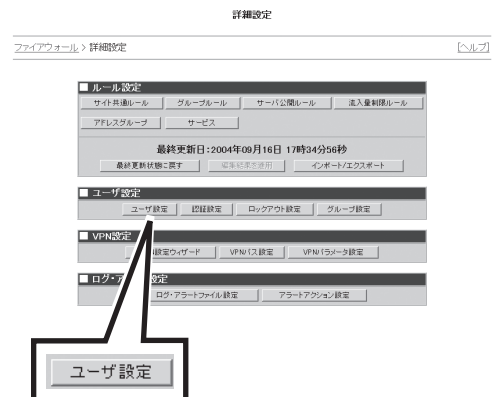 詳細設定
ファイアウォール > 詳細設定 [ヘルプ]
■ ルール設定
サイト共通ルール グループルール サーバ公開ルール 流入量制限ルール
アドレスグループ サービス
最終更新日:2004年09月16日 17時34分56秒
最終更新状態に戻す 編集結果を適用 インポート/エクスポート
■ ユーザ設定
ユーザ設定 認証設定 ロックアウト設定 グループ設定
■ VPN設定
設定ウィザード VPNパス設定 VPNパラメータ設定
■ ログ・ア 設定
ログ・アラートファイル設定 アラートアクション設定
ユーザ設定